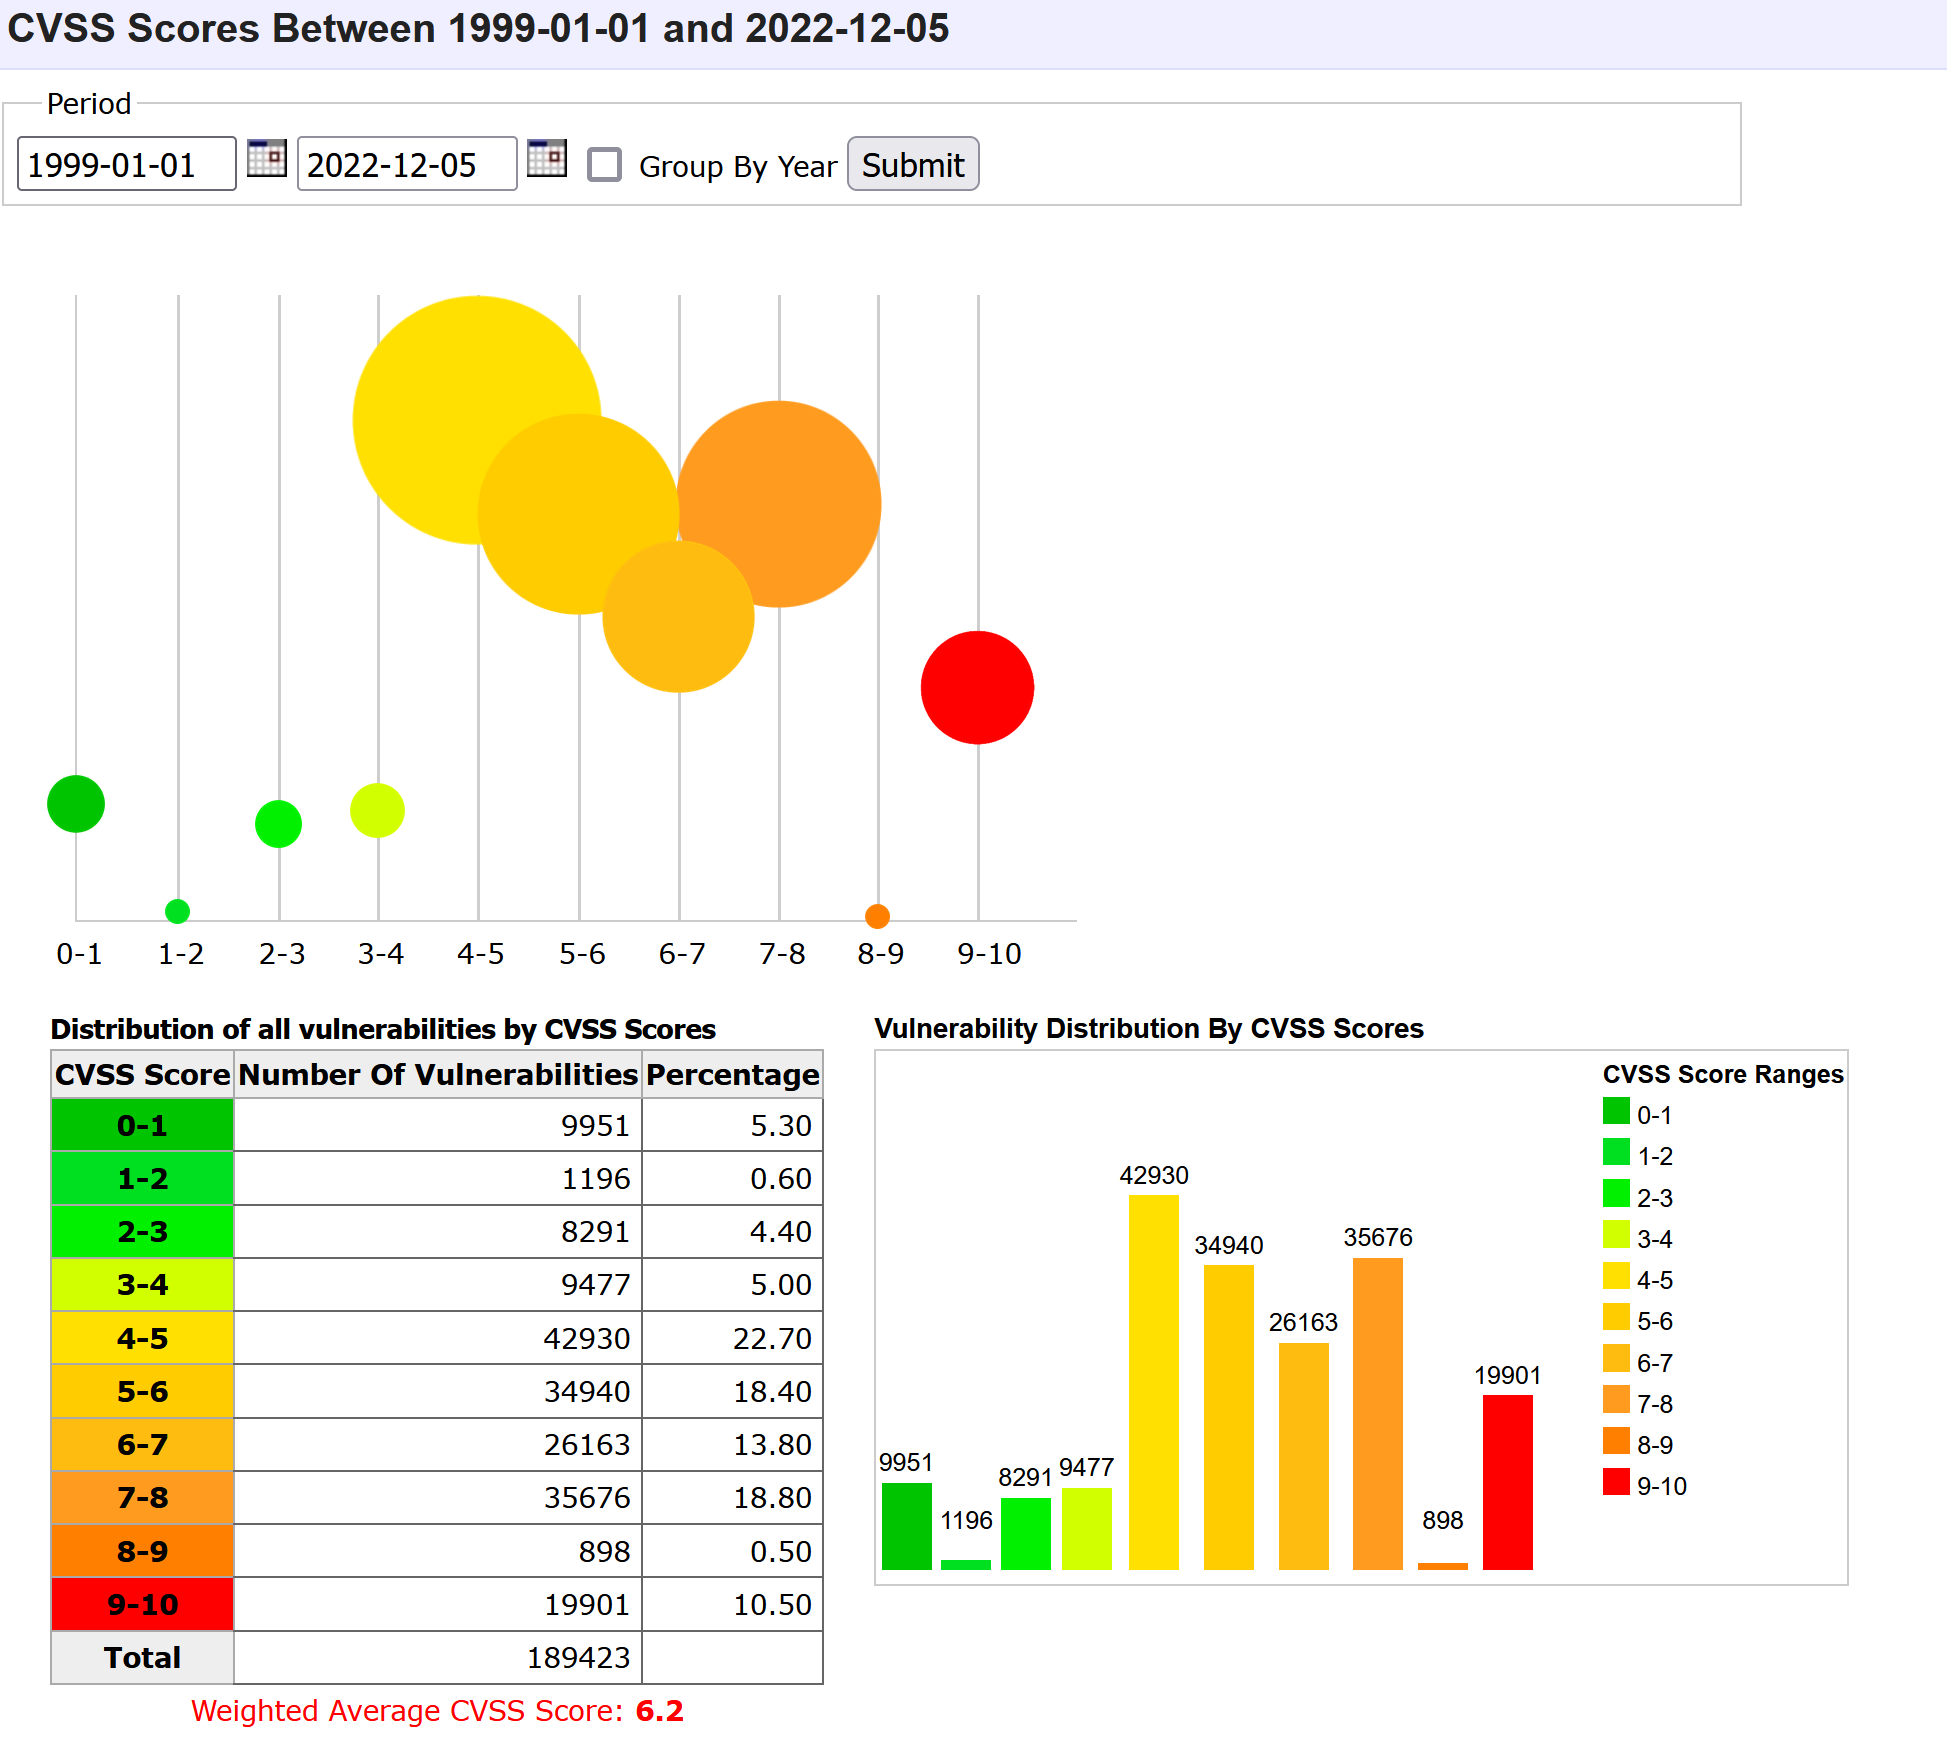 CVSS Scores Between 1999-01-01 and 2022-12-05
Period
1999-01-01 2022-12-05 Group By Year Submit
0-1 1-2 2-3 3-4 4-5 5-6 6-7 7-8 8-9 9-10
Distribution of all vulnerabilities by CVSS Scores
CVSS Score Number Of Vulnerabilities Percentage
0-1 9951 5.30
1-2 1196 0.60
2-3 8291 4.40
3-4 9477 5.00
4-5 42930 22.70
5-6 34940 18.40
6-7 26163 13.80
7-8 35676 18.80
8-9 898 0.50
9-10 19901 10.50
Total 189423
Weighted Average CVSS Score: 6.2
Vulnerability Distribution By CVSS Scores
9951 1196 8291 9477 42930 34940 26163 35676 898 19901
CVSS Score Ranges
0-1
1-2
2-3
3-4
4-5
5-6
6-7
7-8
8-9
9-10